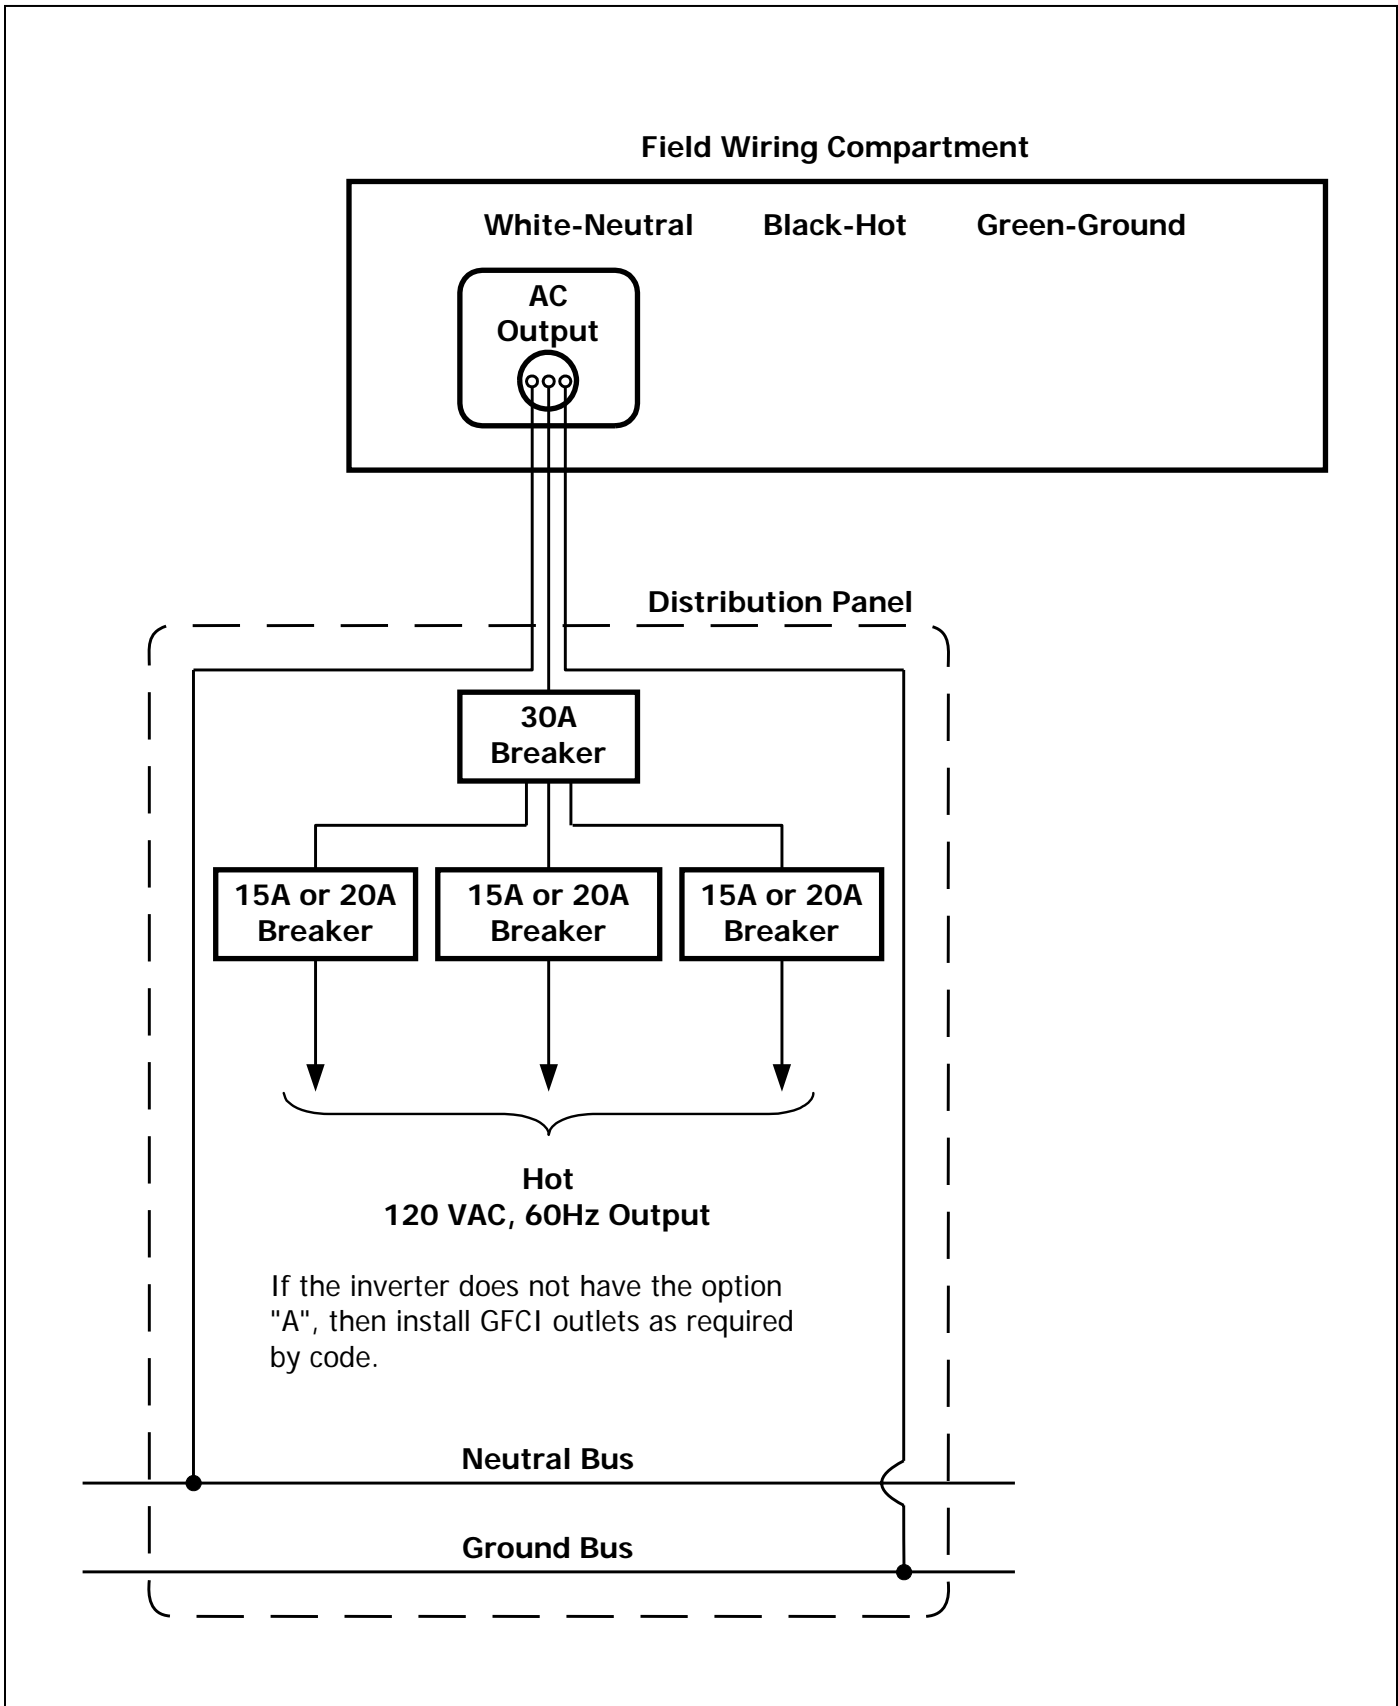 Field Wiring Compartment
White-Neutral Black-Hot Green-Ground
AC
Output
Distribution Panel
30A
Breaker
15A or 20A
Breaker
15A or 20A
Breaker
15A or 20A
Breaker
Hot
120 VAC, 60Hz Output
If the inverter does not have the option
"A", then install GFCI outlets as required
by code.
Neutral Bus
Ground Bus